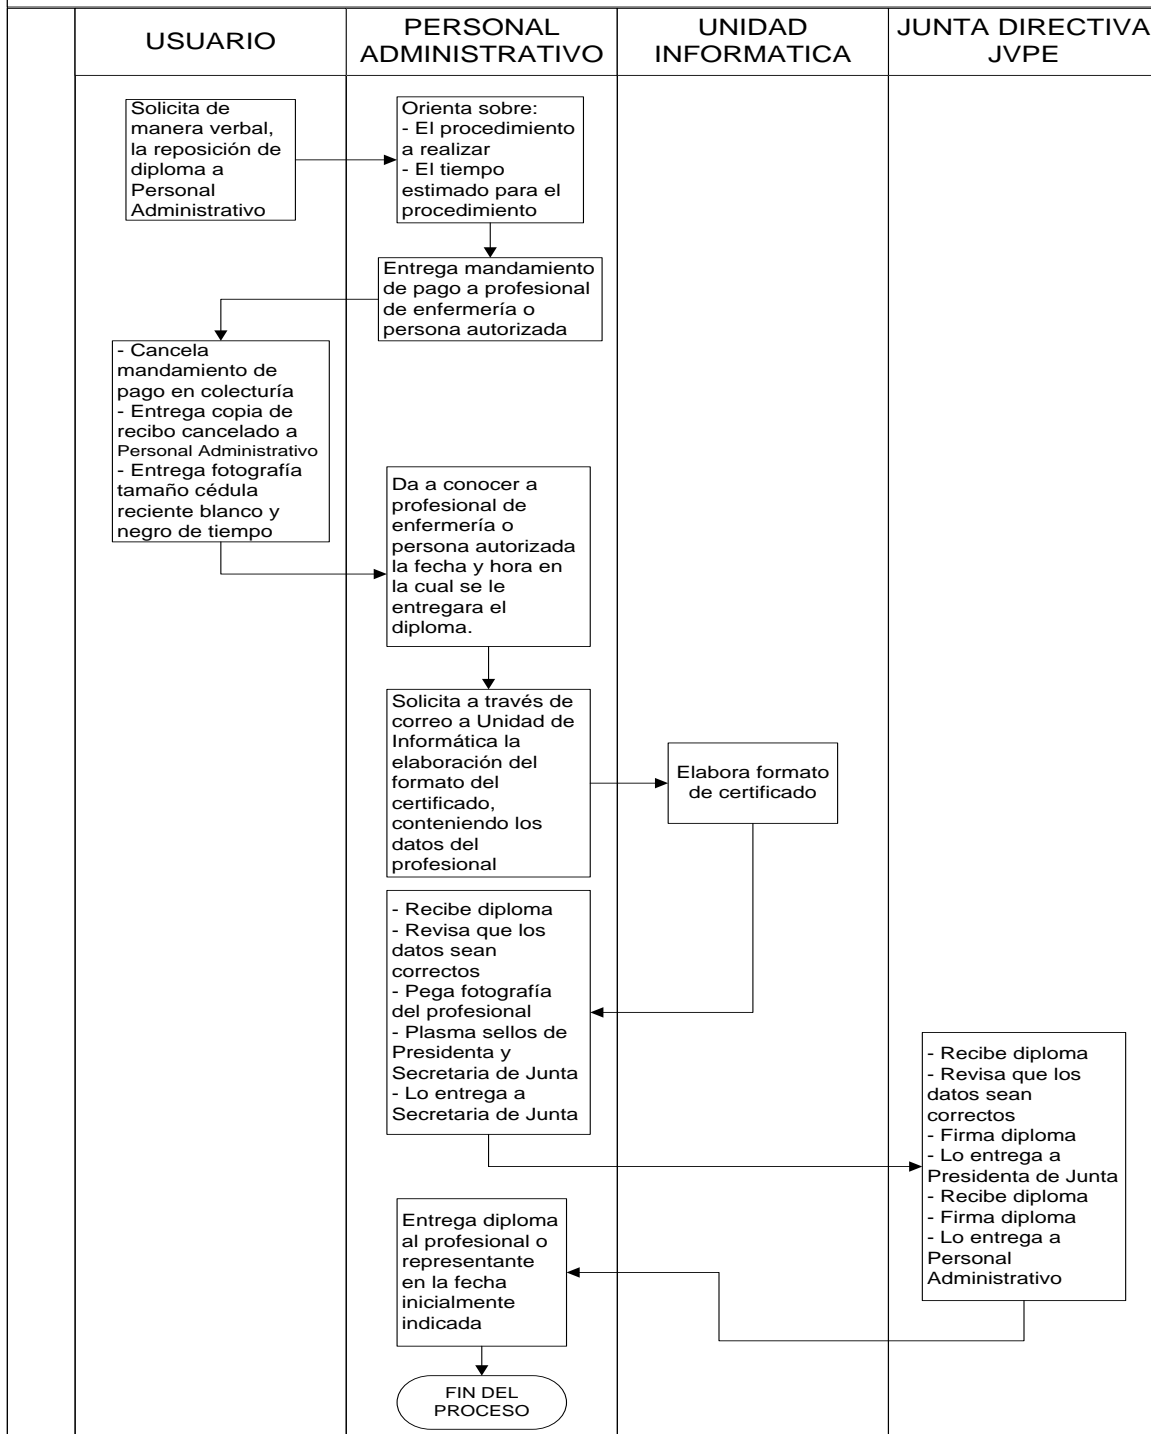 USUARIO
PERSONAL
ADMINISTRATIVO
UNIDAD
INFORMATICA
JUNTA DIRECTIVA
JVPE
Solicita de
manera verbal,
la reposición de
diploma a
Personal
Administrativo
Orienta sobre:
- El procedimiento
a realizar
- El tiempo
estimado para el
procedimiento
Entrega mandamiento
de pago a profesional
de enfermería o
persona autorizada
- Cancela
mandamiento de
pago en colecturía
- Entrega copia de
recibo cancelado a
Personal Administrativo
- Entrega fotografía
tamaño cédula
reciente blanco y
negro de tiempo
Da a conocer a
profesional de
enfermería o
persona autorizada
la fecha y hora en
la cual se le
entregara el
diploma.
Solicita a través de
correo a Unidad de
Informática la
elaboración del
formato del
certificado,
conteniendo los
datos del
profesional
Elabora formato
de certificado
- Recibe diploma
- Revisa que los
datos sean
correctos
- Pega fotografía
del profesional
- Plasma sellos de
Presidenta y
Secretaria de Junta
- Lo entrega a
Secretaria de Junta
- Recibe diploma
- Revisa que los
datos sean
correctos
- Firma diploma
- Lo entrega a
Presidenta de Junta
- Recibe diploma
- Firma diploma
- Lo entrega a
Personal
Administrativo
Entrega diploma
al profesional o
representante
en la fecha
inicialmente
indicada
FIN DEL
PROCESO